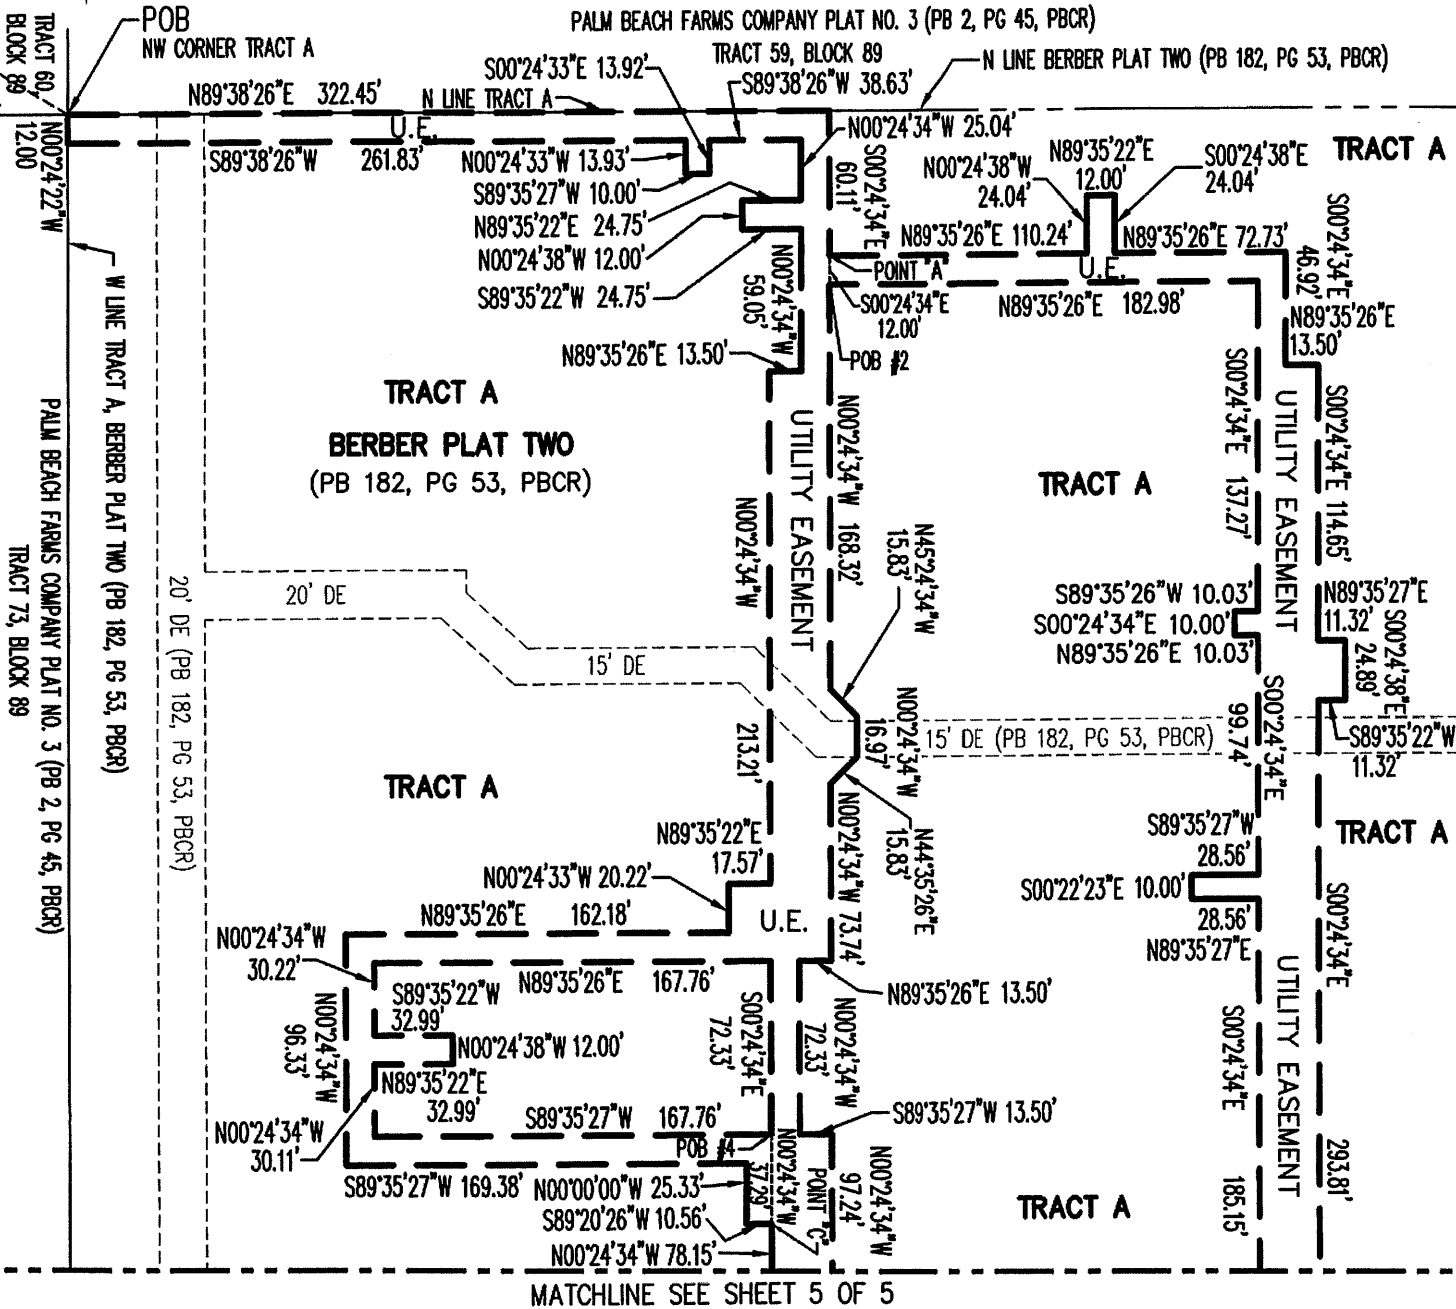 POB
NW CORNER TRACT A
TRACT 60,
BLOCK 89
PALM BEACH FARMS COMPANY PLAT NO. 3 (PB 2, PG 45, PBCR)
TRACT 59, BLOCK 89
N LINE BERBER PLAT TWO (PB 182, PG 53, PBCR)
S00°24'33"E 13.92'
S89°38'26"W 38.63'
N89°38'26"E 322.45'
N LINE TRACT A
U.E.
N00°24'22"W
12.00
S89°38'26"W 261.83'
N00°24'33"W 13.93'
S89°35'27"W 10.00'
N89°35'22"E 24.75'
N00°24'38"W 12.00'
S89°35'22"W 24.75'
N00°24'34"W 25.04'
S00°24'34"E
60.11'
N00°24'38"W
24.04'
N89°35'22"E
12.00'
S00°24'38"E
24.04'
TRACT A
N89°35'26"E 110.24'
N89°35'26"E 72.73'
U.E.
POINT "A"
S00°24'34"E
12.00'
N89°35'26"E 182.98'
POB #2
S00°24'34"E
46.92'
N89°35'26"E
13.50'
N00°24'34"W
59.05'
N89°35'26"E 13.50'
W LINE TRACT A, BERBER PLAT TWO (PB 182, PG 53, PBCR)
PALM BEACH FARMS COMPANY PLAT NO. 3 (PB 2, PG 45, PBCR)
TRACT 73, BLOCK 89
TRACT A
BERBER PLAT TWO
(PB 182, PG 53, PBCR)
UTILITY EASEMENT
N00°24'34"W 168.32'
N00°24'34"W
213.21'
TRACT A
S00°24'34"E 137.27'
UTILITY EASEMENT
S00°24'34"E 114.65'
N45°24'34"W
15.83'
S89°35'26"W 10.03'
S00°24'34"E 10.00'
N89°35'26"E 10.03'
N89°35'27"E
11.32'
S00°24'38"E
24.89'
S89°35'22"W
11.32'
20' DE (PB 182, PG 53, PBCR)
20' DE
15' DE
N00°24'34"W
16.97'
15' DE (PB 182, PG 53, PBCR)
S00°24'34"E
99.74'
TRACT A
N89°35'22"E
17.57'
N00°24'33"W 20.22'
N89°35'26"E 162.18'
U.E.
N00°24'34"W 73.74'
N44°35'26"E
15.83'
S89°35'27"W
28.56'
S00°22'23"E 10.00'
28.56'
N89°35'27"E
TRACT A
S00°24'34"E
293.81'
N00°24'34"W
30.22'
N89°35'26"E 167.76'
S89°35'22"W
32.99'
N00°24'38"W 12.00'
N89°35'22"E
32.99'
N00°24'34"W
96.33'
N00°24'34"W
30.11'
S89°35'27"W 167.76'
S00°24'34"E
72.33'
N00°24'34"W
72.33'
N89°35'26"E 13.50'
S89°35'27"W 13.50'
POB #4
S89°35'27"W 169.38'
N00°00'00"W 25.33'
S89°20'26"W 10.56'
N00°24'34"W 78.15'
N00°24'34"W
37.29'
POINT "C"
N00°24'34"W
97.24'
TRACT A
S00°24'34"E
185.15'
UTILITY EASEMENT
MATCHLINE SEE SHEET 5 OF 5